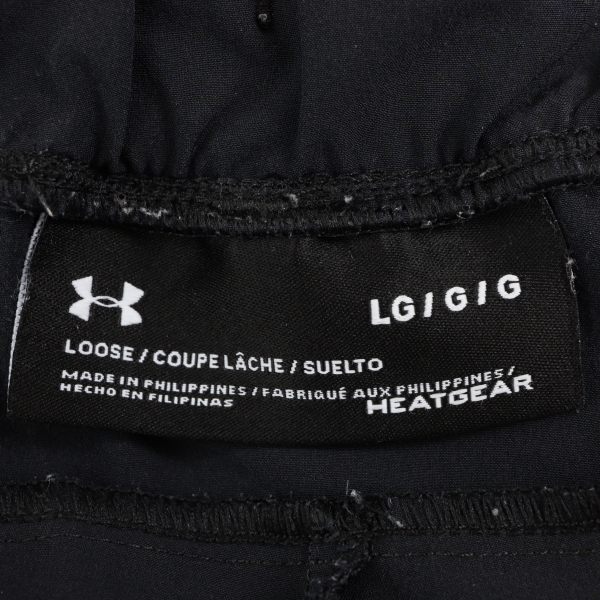 LG / G / G
LOOSE / COUPE LÂCHE / SUELTO
MADE IN PHILIPPINES / FABRIQUÉ AUX PHILIPPINES /
HECHO EN FILIPINAS
HEATGEAR